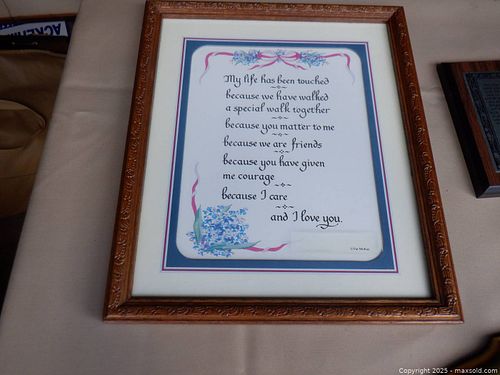 My life has been touched
because we have walked
a special walk together
because you matter to me
because we are friends
because you have given
me courage
because I care
and I love you.
Copyright © 2025 - maxsold.com